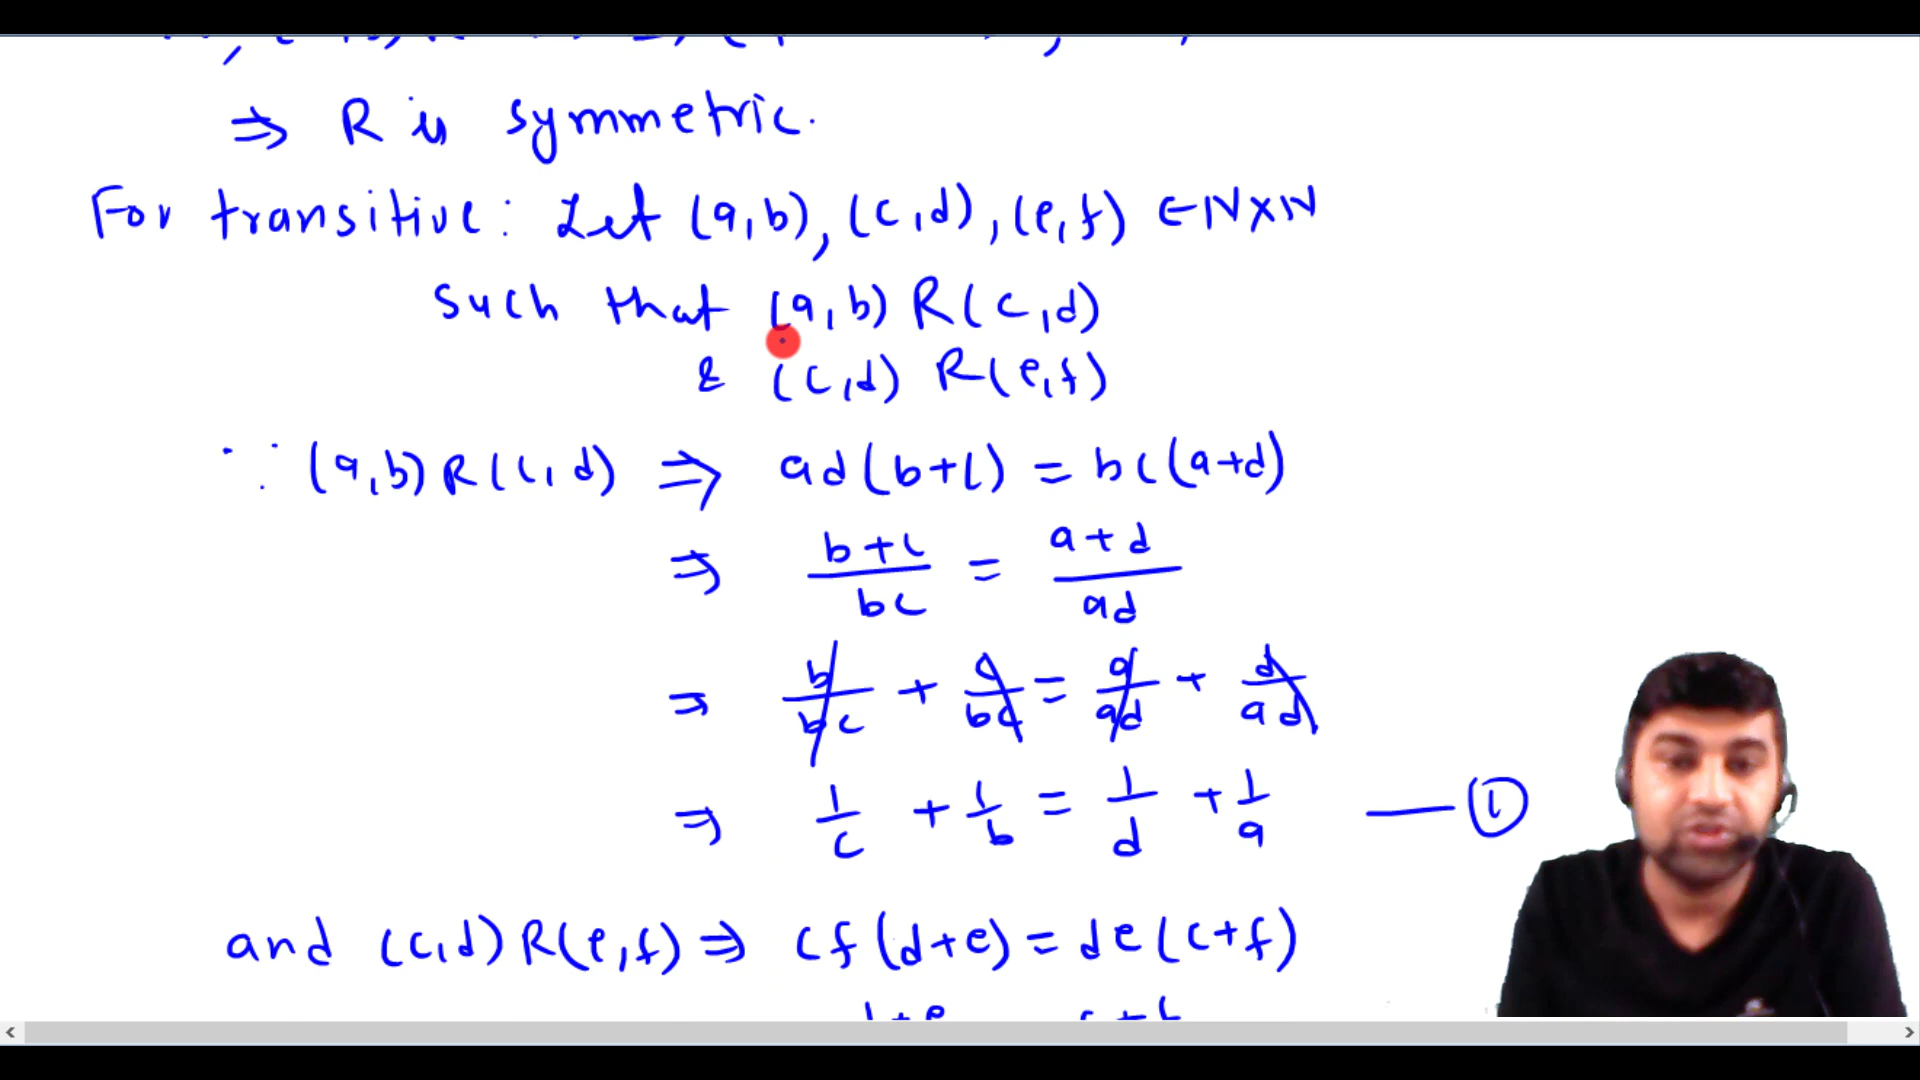 ⇒ R is symmetric.
For transitive: Let (a,b), (c,d), (e,f) ∈ N×N
such that (a,b) R (c,d)
& (c,d) R (e,f)
∵ (a,b) R (c,d) ⇒ ad(b+c) = bc(a+d)
⇒ (b+c)/bc = (a+d)/ad
⇒ b/bc + c/bc = a/ad + d/ad
⇒ 1/c + 1/b = 1/d + 1/a — ①
and (c,d) R (e,f) ⇒ cf(d+e) = de(c+f)